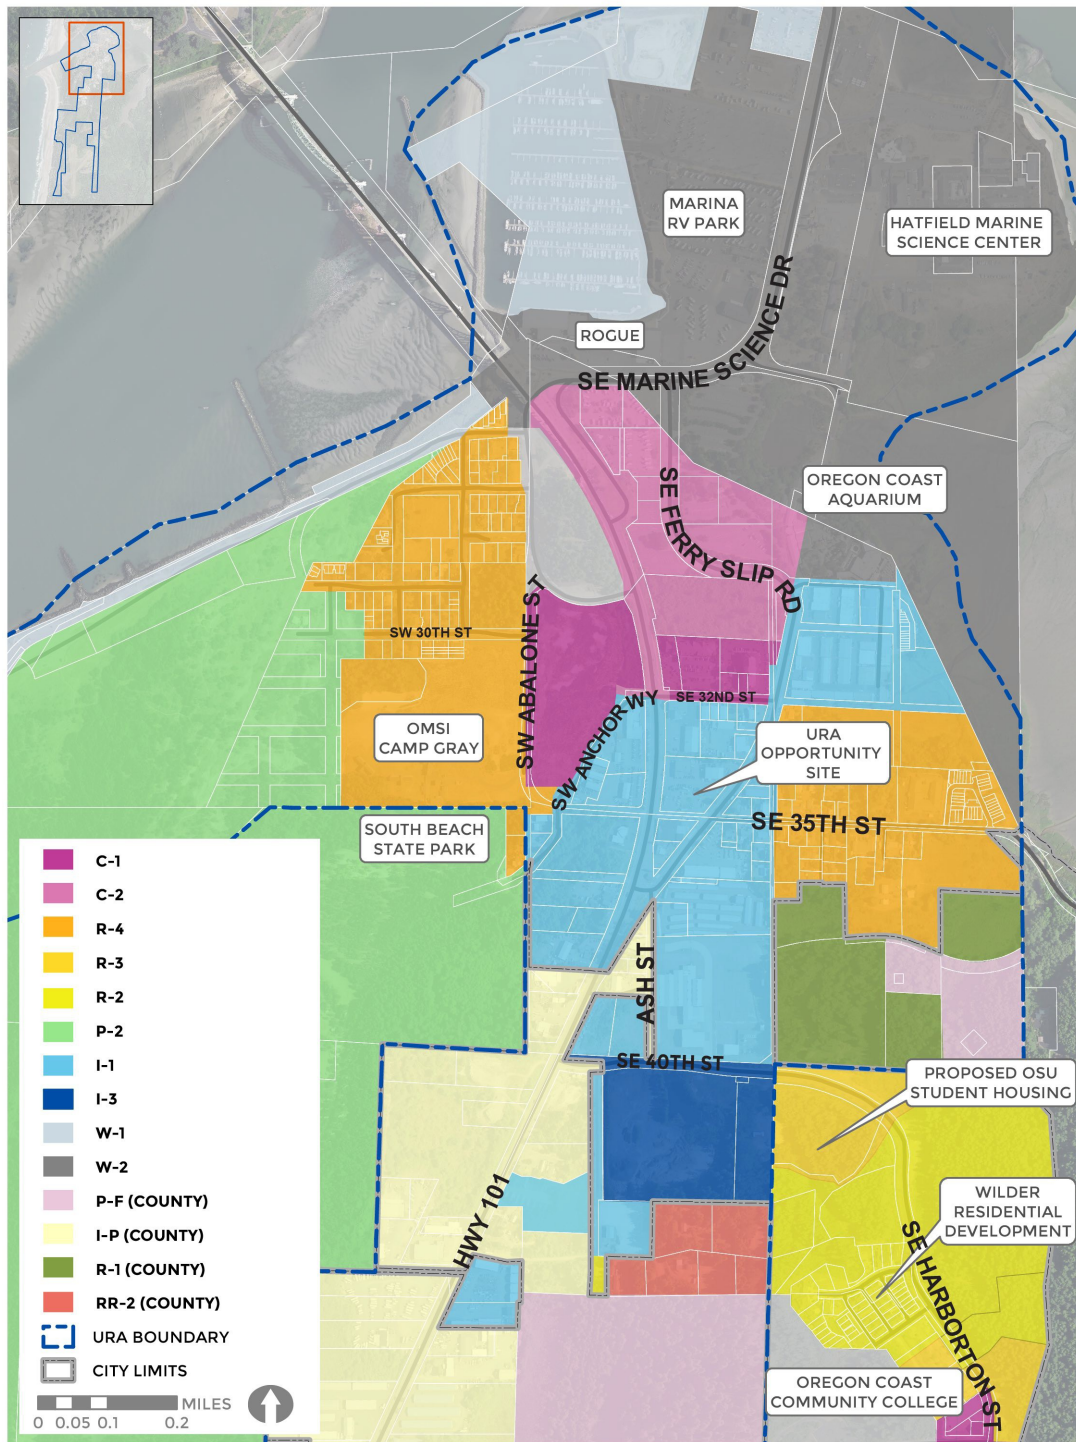 MARINA
RV PARK
HATFIELD MARINE
SCIENCE CENTER
ROGUE
SE MARINE SCIENCE DR
OREGON COAST
AQUARIUM
SE FERRY SLIP RD
SW 30TH ST
SW ABALONE ST
SE 32ND ST
SW ANCHOR WY
OMSI
CAMP GRAY
URA
OPPORTUNITY
SITE
SE 35TH ST
SOUTH BEACH
STATE PARK
ASH ST
SE 40TH ST
PROPOSED OSU
STUDENT HOUSING
HWY 101
WILDER
RESIDENTIAL
DEVELOPMENT
SE HARBORTON ST
OREGON COAST
COMMUNITY COLLEGE
C-1
C-2
R-4
R-3
R-2
P-2
I-1
I-3
W-1
W-2
P-F (COUNTY)
I-P (COUNTY)
R-1 (COUNTY)
RR-2 (COUNTY)
URA BOUNDARY
CITY LIMITS
MILES
0 0.05 0.1 0.2